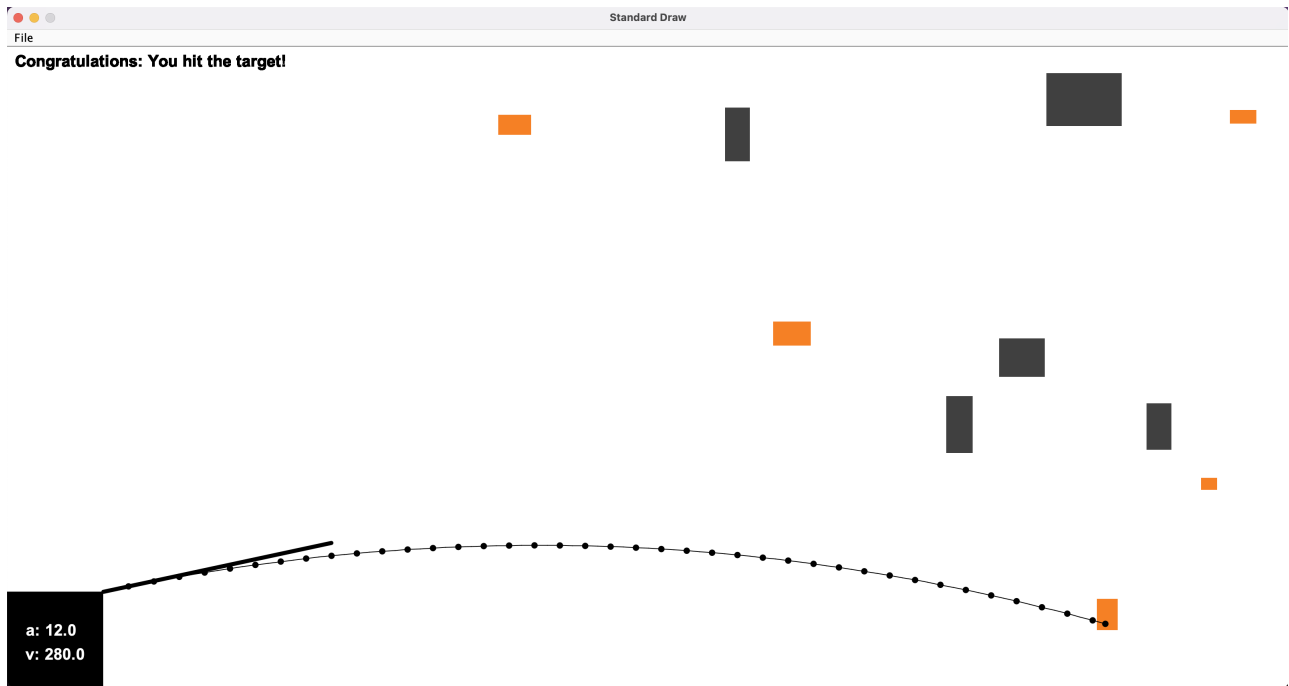 Standard Draw
File
Congratulations: You hit the target!
a: 12.0
v: 280.0